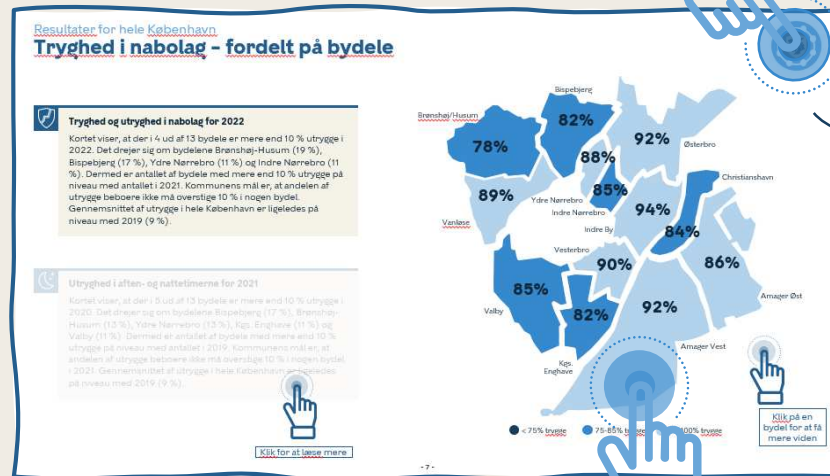 Resultater for hele København
Tryghed i nabolag - fordelt på bydele
Tryghed og utryghed i nabolag for 2022
Kortet viser, at der i 4 ud af 13 bydele er mere end 10 % utrygge i
2022. Det drejer sig om bydelene Brønshøj-Husum (19 %),
Bispebjerg (17 %), Ydre Nørrebro (11 %) og Indre Nørrebro (11
%). Dermed er antallet af bydele med mere end 10 % utrygge på
niveau med antallet i 2021. Kommunens mål er, at andelen af
utrygge beboere ikke må overstige 10 % i nogen bydel.
Gennemsnittet af utrygge i hele København er ligeledes på
niveau med 2019 (9 %).
Utryghed i aften- og nattetimerne for 2021
Kortet viser, at der i 5 ud af 13 bydele er mere end 10 % utrygge i
2020. Det drejer sig om bydelene Bispebjerg (17 %), Brønshøj-
Husum (13 %), Ydre Nørrebro (13 %), Kgs. Enghave (11 %) og
Valby (11 %). Dermed er antallet af bydele med mere end 10 %
utrygge på niveau med antallet i 2019. Kommunens mål er, at
andelen af utrygge beboere ikke må overstige 10 % i nogen bydel
i 2021. Gennemsnittet af utrygge i hele København er ligeledes
på niveau med 2019 (9 %).
Klik for at læse mere
Bispebjerg
Brønshøj/Husum
82%
92%
Østerbro
78%
88%
Christianshavn
89%
85%
Ydre Nørrebro
Indre Nørrebro
94%
Vanløse
Indre By
84%
Vesterbro
90%
86%
85%
Valby
82%
92%
Amager Øst
Amager Vest
Kgs.
Enghave
Klik på en
bydel for at få
mere viden
< 75% trygge
75-85%
100% trygge
- 7 -